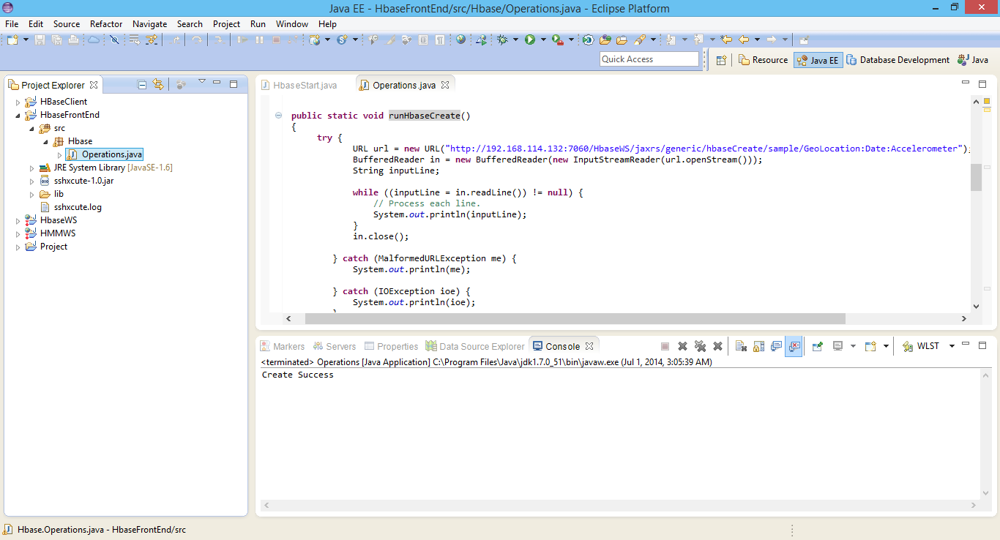 Java EE - HbaseFrontEnd/src/Hbase/Operations.java - Eclipse Platform
File Edit Source Refactor Navigate Search Project Run Window Help
Quick Access Resource Java EE Database Development Java
Project Explorer
HBaseClient
HbaseFrontEnd
src
Hbase
Operations.java
JRE System Library [JavaSE-1.6]
sshxcute-1.0.jar
lib
sshxcute.log
HbaseWS
HMMWS
Project
HbaseStart.java Operations.java
public static void runHbaseCreate()
{
try {
URL url = new URL("http://192.168.114.132:7060/HbaseWS/jaxrs/generic/hbaseCreate/sample/GeoLocation:Date:Accelerometer");
BufferedReader in = new BufferedReader(new InputStreamReader(url.openStream()));
String inputLine;
while ((inputLine = in.readLine()) != null) {
// Process each line.
System.out.println(inputLine);
}
in.close();
} catch (MalformedURLException me) {
System.out.println(me);
} catch (IOException ioe) {
System.out.println(ioe);
}
Markers Servers Properties Data Source Explorer Console WLST
<terminated> Operations [Java Application] C:\Program Files\Java\jdk1.7.0_51\bin\javaw.exe (Jul 1, 2014, 3:05:39 AM)
Create Success
Hbase.Operations.java - HbaseFrontEnd/src